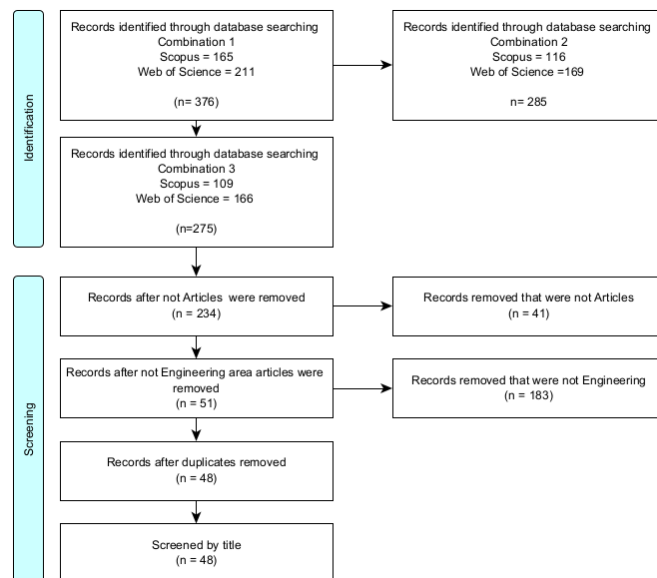 Identification
Records identified through database searching
Combination 1
Scopus = 165
Web of Science = 211
(n= 376)
Records identified through database searching
Combination 2
Scopus = 116
Web of Science =169
n= 285
Records identified through database searching
Combination 3
Scopus = 109
Web of Science = 166
(n=275)
Screening
Records after not Articles were removed
(n = 234)
Records removed that were not Articles
(n = 41)
Records after not Engineering area articles were
removed
(n = 51)
Records removed that were not Engineering
(n = 183)
Records after duplicates removed
(n = 48)
Screened by title
(n = 48)